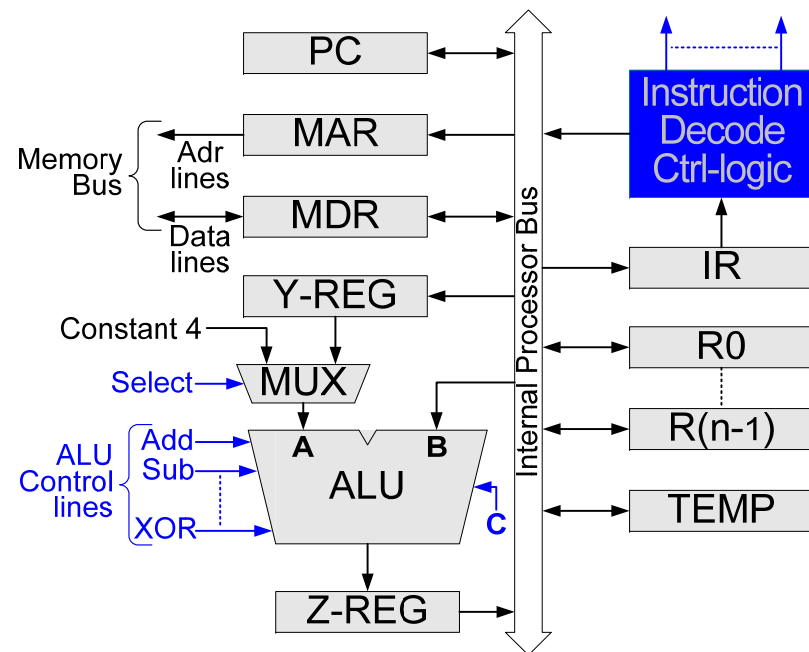 PC
MAR
Memory
Bus
Adr
lines
MDR
Data
lines
Y-REG
Constant 4
Select
MUX
A
B
ALU
Control
lines
Add
Sub
XOR
ALU
C
Z-REG
Internal Processor Bus
Instruction
Decode
Ctrl-logic
IR
R0
R(n-1)
TEMP